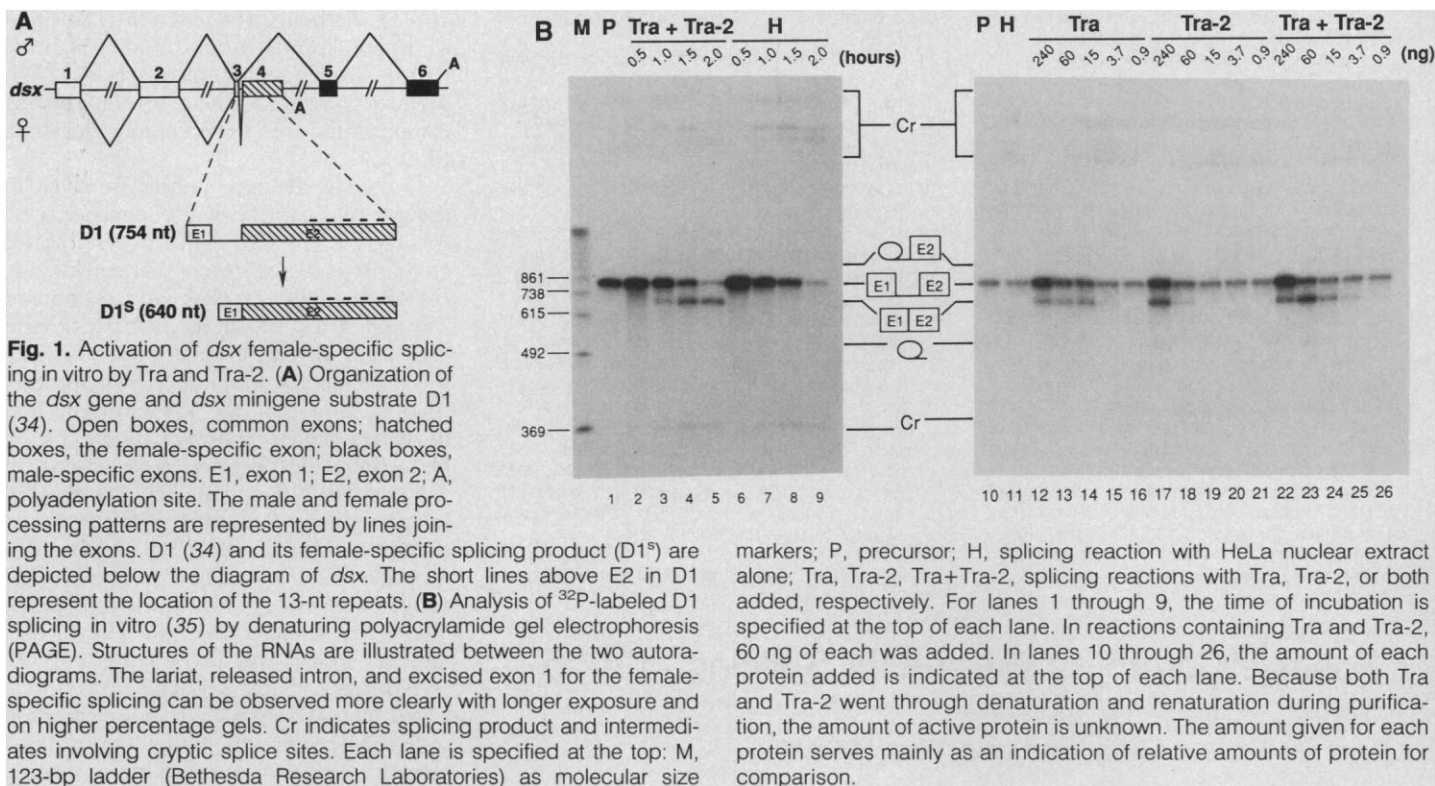 A
♂
dsx
♀
1 2 3 4 5 6 A
A
D1 (754 nt) E1 E2
D1S (640 nt) E1 E2
Fig. 1. Activation of dsx female-specific splic-
ing in vitro by Tra and Tra-2. (A) Organization of
the dsx gene and dsx minigene substrate D1
(34). Open boxes, common exons; hatched
boxes, the female-specific exon; black boxes,
male-specific exons. E1, exon 1; E2, exon 2; A,
polyadenylation site. The male and female pro-
cessing patterns are represented by lines join-
ing the exons. D1 (34) and its female-specific splicing product (D1s) are
depicted below the diagram of dsx. The short lines above E2 in D1
represent the location of the 13-nt repeats. (B) Analysis of 32P-labeled D1
splicing in vitro (35) by denaturing polyacrylamide gel electrophoresis
(PAGE). Structures of the RNAs are illustrated between the two autora-
diograms. The lariat, released intron, and excised exon 1 for the female-
specific splicing can be observed more clearly with longer exposure and
on higher percentage gels. Cr indicates splicing product and intermedi-
ates involving cryptic splice sites. Each lane is specified at the top: M,
123-bp ladder (Bethesda Research Laboratories) as molecular size
B
M P Tra + Tra-2 H
0.5 1.0 1.5 2.0 0.5 1.0 1.5 2.0 (hours)
861
738
615
492
369
1 2 3 4 5 6 7 8 9
Cr
E2
E1 E2
E1 E2
Cr
P H Tra Tra-2 Tra + Tra-2
240 60 15 3.7 0.9 240 60 15 3.7 0.9 240 60 15 3.7 0.9 (ng)
10 11 12 13 14 15 16 17 18 19 20 21 22 23 24 25 26
markers; P, precursor; H, splicing reaction with HeLa nuclear extract
alone; Tra, Tra-2, Tra+Tra-2, splicing reactions with Tra, Tra-2, or both
added, respectively. For lanes 1 through 9, the time of incubation is
specified at the top of each lane. In reactions containing Tra and Tra-2,
60 ng of each was added. In lanes 10 through 26, the amount of each
protein added is indicated at the top of each lane. Because both Tra
and Tra-2 went through denaturation and renaturation during purifica-
tion, the amount of active protein is unknown. The amount given for each
protein serves mainly as an indication of relative amounts of protein for
comparison.